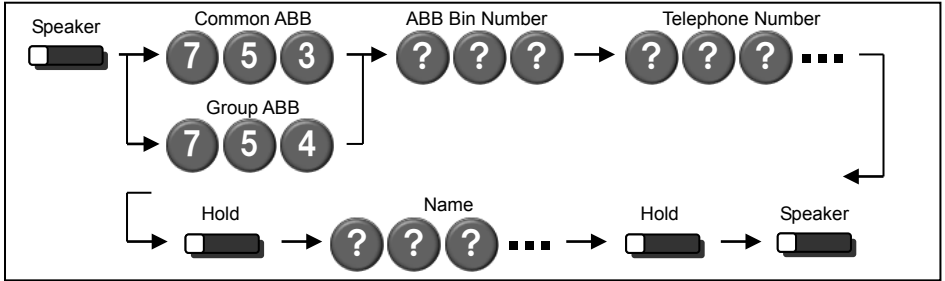 Speaker
Common ABB
ABB Bin Number
Telephone Number
7 5 3
? ? ?
? ? ?
Group ABB
7 5 4
Hold
Name
Hold
Speaker
? ? ?